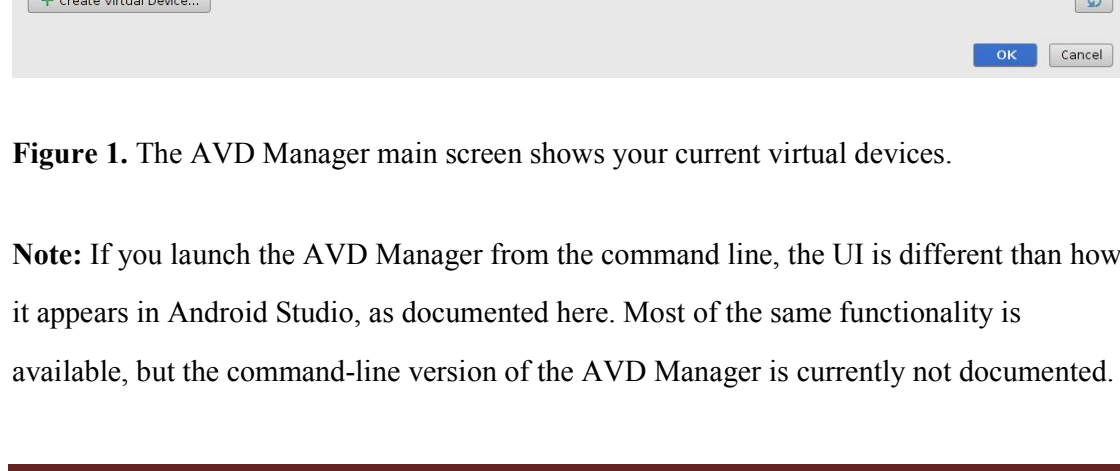 Create Virtual Device...
OK Cancel
Figure 1. The AVD Manager main screen shows your current virtual devices.
Note: If you launch the AVD Manager from the command line, the UI is different than how
it appears in Android Studio, as documented here. Most of the same functionality is
available, but the command-line version of the AVD Manager is currently not documented.